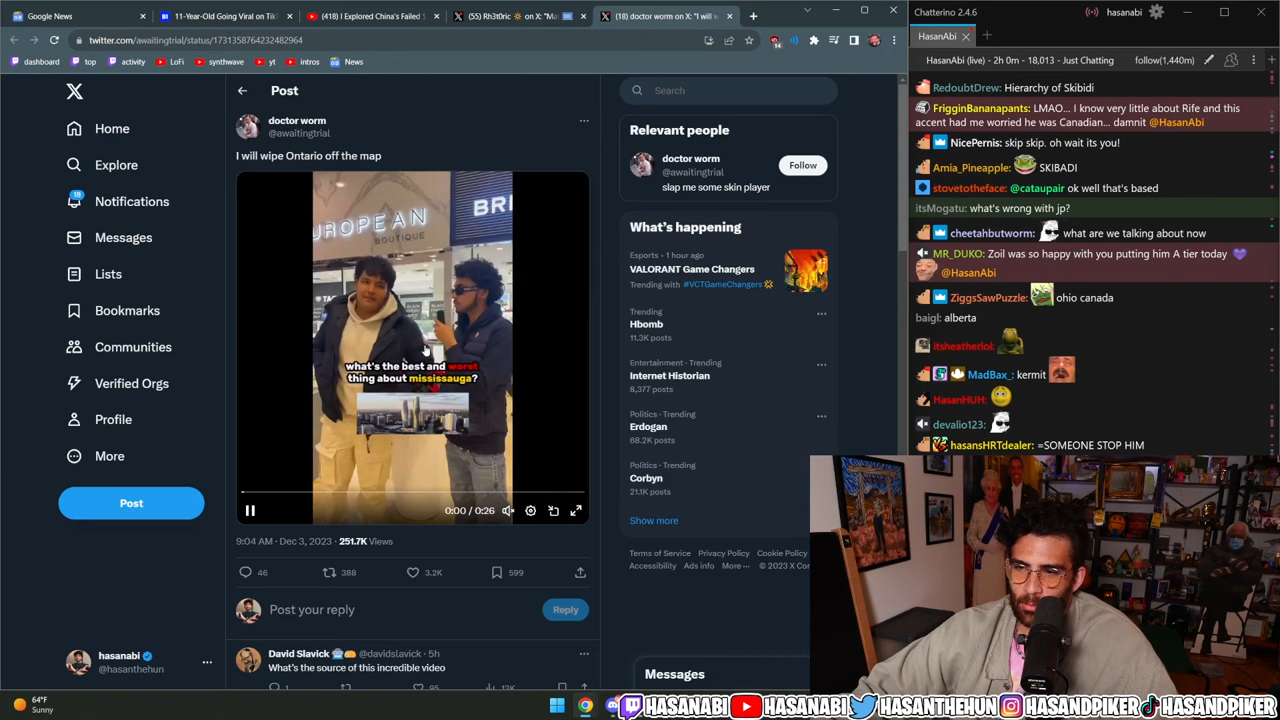 Google News
11-Year-Old Going Viral on Tik
(418) I Explored China's Failed
(55) Rh3t0ric
on X: "Ma
(18) doctor worm on X: "I will w
twitter.com/awaitingtrial/status/1731358764232482964
dashboard
top
activity
LoFi
synthwave
yt
intros
News
Home
Explore
18
Notifications
Messages
Lists
Bookmarks
Communities
Verified Orgs
Profile
More
Post
hasanabi
@hasanthehun
Post
doctor worm
@awaitingtrial
I will wipe Ontario off the map
UROPEAN
BOUTIQUE
BRI
what's the best and worst
thing about mississauga?
0:00 / 0:26
9:04 AM · Dec 3, 2023 · 251.7K Views
46
388
3.2K
599
Post your reply
Reply
David Slavick
@davidslavick · 5h
What's the source of this incredible video
Search
Relevant people
doctor worm
@awaitingtrial
Follow
slap me some skin player
What's happening
Esports · 1 hour ago
VALORANT Game Changers
Trending with #VCTGameChangers
Trending
Hbomb
11.3K posts
Entertainment · Trending
Internet Historian
8,377 posts
Politics · Trending
Erdogan
68.2K posts
Politics · Trending
Corbyn
21.1K posts
Show more
Terms of Service Privacy Policy Cookie Policy
Accessibility Ads info More ··· © 2023 X Cor
Messages
Chatterino 2.4.6
hasanabi
HasanAbi
HasanAbi (live) - 2h 0m - 18,013 - Just Chatting
follow(1,440m)
RedoubtDrew: Hierarchy of Skibidi
FrigginBananapants: LMAO... I know very little about Rife and this
accent had me worried he was Canadian... damnit @HasanAbi
NicePernis: skip skip. oh wait its you!
Amia_Pineapple: SKIBADI
stovetotheface: @cataupair ok well that's based
itsMogatu: what's wrong with jp?
cheetahbutworm: what are we talking about now
MR_DUKO: Zoil was so happy with you putting him A tier today
@HasanAbi
ZiggsSawPuzzle: ohio canada
baigl: alberta
itsheatherlol:
MadBax_: kermit
HasanHUH:
devalio123:
hasansHRTdealer: =SOMEONE STOP HIM
64°F
Sunny
HASANABI
HASANABI
HASANTHEHUN
HASANDPIKER
HASANDPIKER